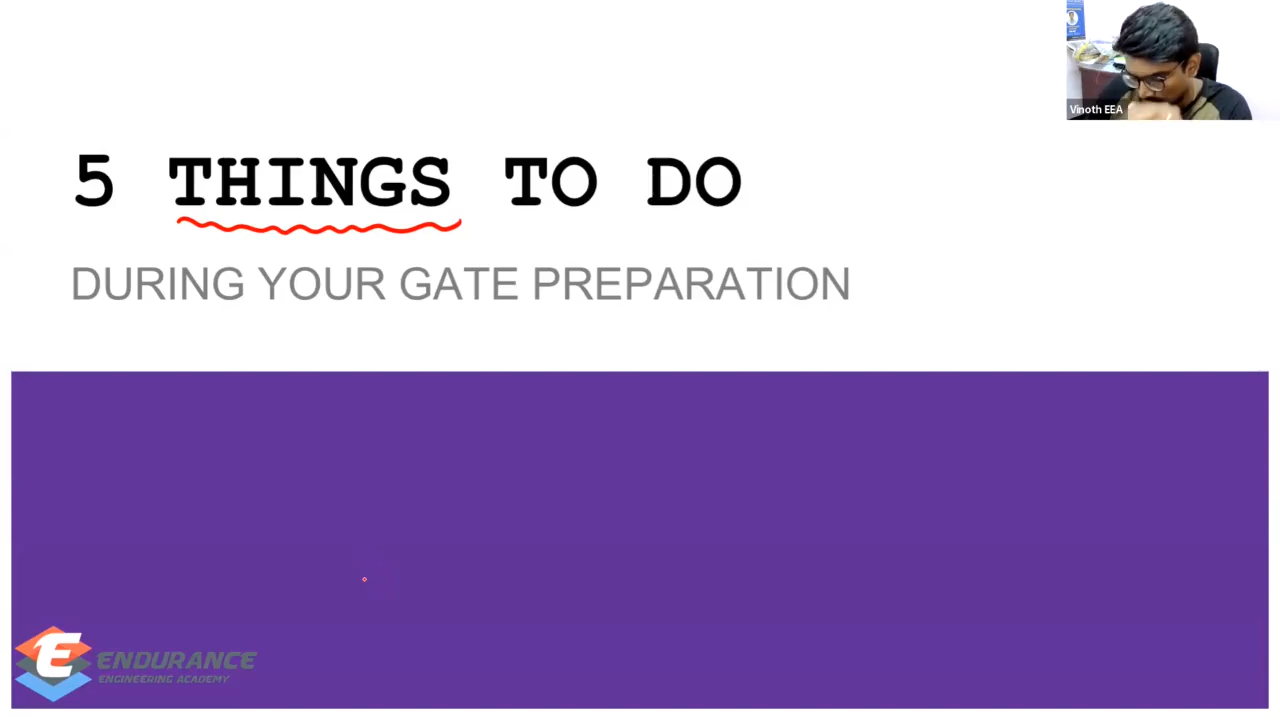 5 THINGS TO DO
DURING YOUR GATE PREPARATION
Vinoth EEA
ENDURANCE
ENGINEERING ACADEMY